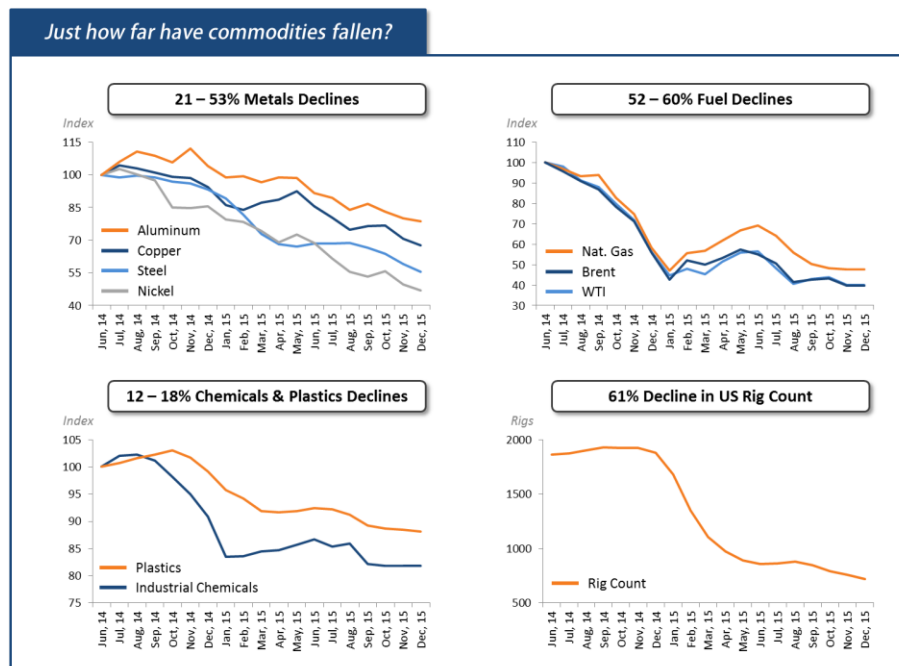 Just how far have commodities fallen?
21 – 53% Metals Declines
Index
115
100
85
70
55
40
Aluminum
Copper
Steel
Nickel
Jun, 14
Jul, 14
Aug, 14
Sep, 14
Oct, 14
Nov, 14
Dec, 14
Jan, 15
Feb, 15
Mar, 15
Apr, 15
May, 15
Jun, 15
Jul, 15
Aug, 15
Sep, 15
Oct, 15
Nov, 15
Dec, 15
52 – 60% Fuel Declines
Index
100
90
80
70
60
50
40
30
Nat. Gas
Brent
WTI
Jun, 14
Jul, 14
Aug, 14
Sep, 14
Oct, 14
Nov, 14
Dec, 14
Jan, 15
Feb, 15
Mar, 15
Apr, 15
May, 15
Jun, 15
Jul, 15
Aug, 15
Sep, 15
Oct, 15
Nov, 15
Dec, 15
12 – 18% Chemicals & Plastics Declines
Index
105
100
95
90
85
80
75
Plastics
Industrial Chemicals
Jun, 14
Jul, 14
Aug, 14
Sep, 14
Oct, 14
Nov, 14
Dec, 14
Jan, 15
Feb, 15
Mar, 15
Apr, 15
May, 15
Jun, 15
Jul, 15
Aug, 15
Sep, 15
Oct, 15
Nov, 15
Dec, 15
61% Decline in US Rig Count
Rigs
2000
1500
1000
500
Rig Count
Jun, 14
Jul, 14
Aug, 14
Sep, 14
Oct, 14
Nov, 14
Dec, 14
Jan, 15
Feb, 15
Mar, 15
Apr, 15
May, 15
Jun, 15
Jul, 15
Aug, 15
Sep, 15
Oct, 15
Nov, 15
Dec, 15